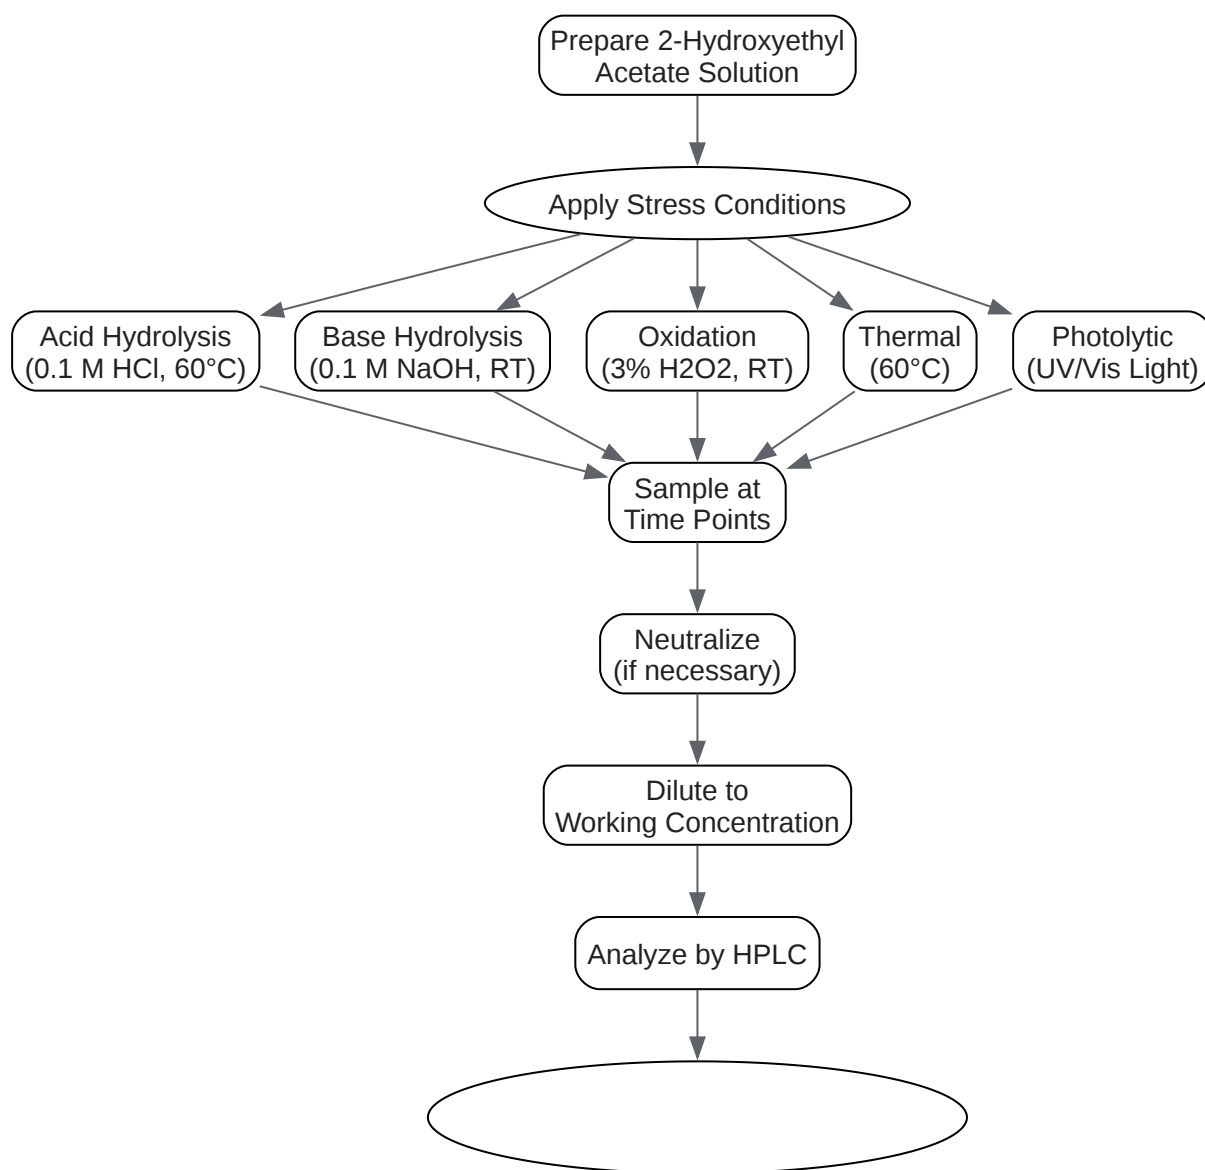 Prepare 2-Hydroxyethyl
Acetate Solution
Apply Stress Conditions
Acid Hydrolysis
(0.1 M HCl, 60°C)
Base Hydrolysis
(0.1 M NaOH, RT)
Oxidation
(3% H2O2, RT)
Thermal
(60°C)
Photolytic
(UV/Vis Light)
Sample at
Time Points
Neutralize
(if necessary)
Dilute to
Working Concentration
Analyze by HPLC